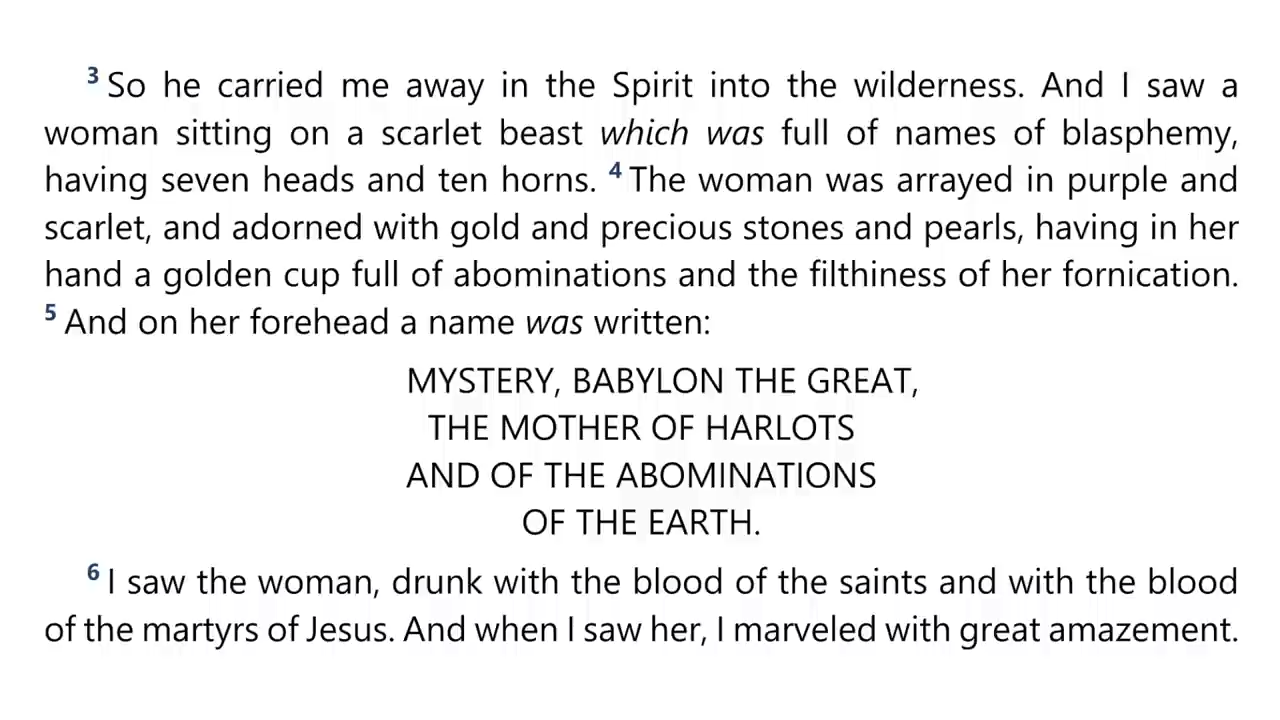 3 So he carried me away in the Spirit into the wilderness. And I saw a
woman sitting on a scarlet beast which was full of names of blasphemy,
having seven heads and ten horns. 4 The woman was arrayed in purple and
scarlet, and adorned with gold and precious stones and pearls, having in her
hand a golden cup full of abominations and the filthiness of her fornication.
5 And on her forehead a name was written:
MYSTERY, BABYLON THE GREAT,
THE MOTHER OF HARLOTS
AND OF THE ABOMINATIONS
OF THE EARTH.
6 I saw the woman, drunk with the blood of the saints and with the blood
of the martyrs of Jesus. And when I saw her, I marveled with great amazement.